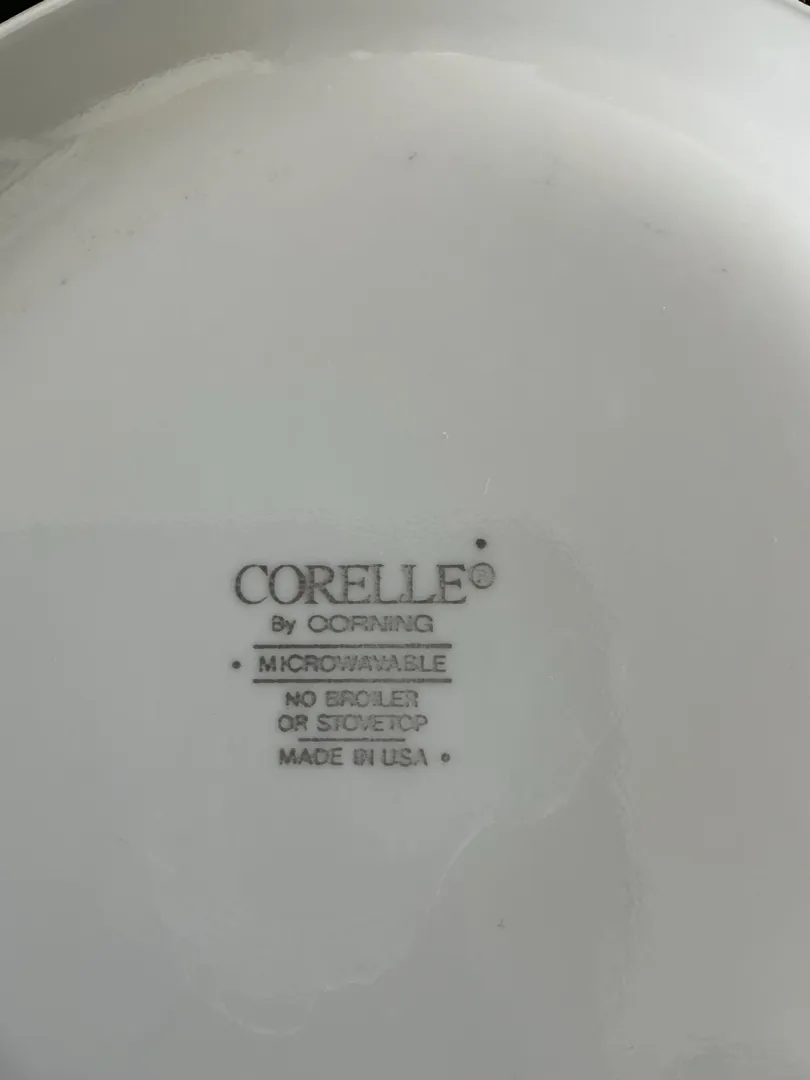 CORELLE®
By CORNING
• MICROWAVABLE
NO BROILER
OR STOVETOP
MADE IN USA •